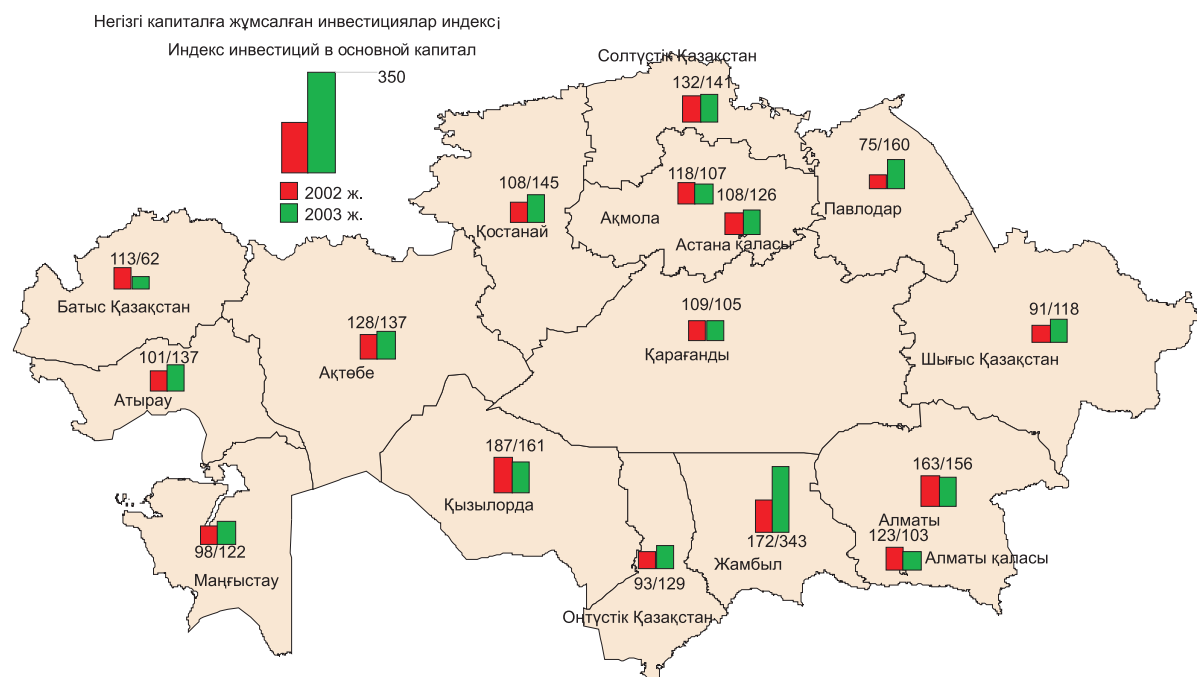 Негізгі капиталға жұмсалған инвестициялар индексі
Индекс инвестиций в основной капитал
350
2002 ж.
2003 ж.
Солтүстік Қазақстан
132/141
75/160
Павлодар
108/145
Қостанай
118/107
Ақмола
108/126
Астана қаласы
113/62
Батыс Қазақстан
128/137
Ақтөбе
109/105
Қарағанды
91/118
Шығыс Қазақстан
101/137
Атырау
187/161
Қызылорда
163/156
Алматы
123/103
Алматы қаласы
98/122
Маңғыстау
172/343
Жамбыл
93/129
Оңтүстік Қазақстан